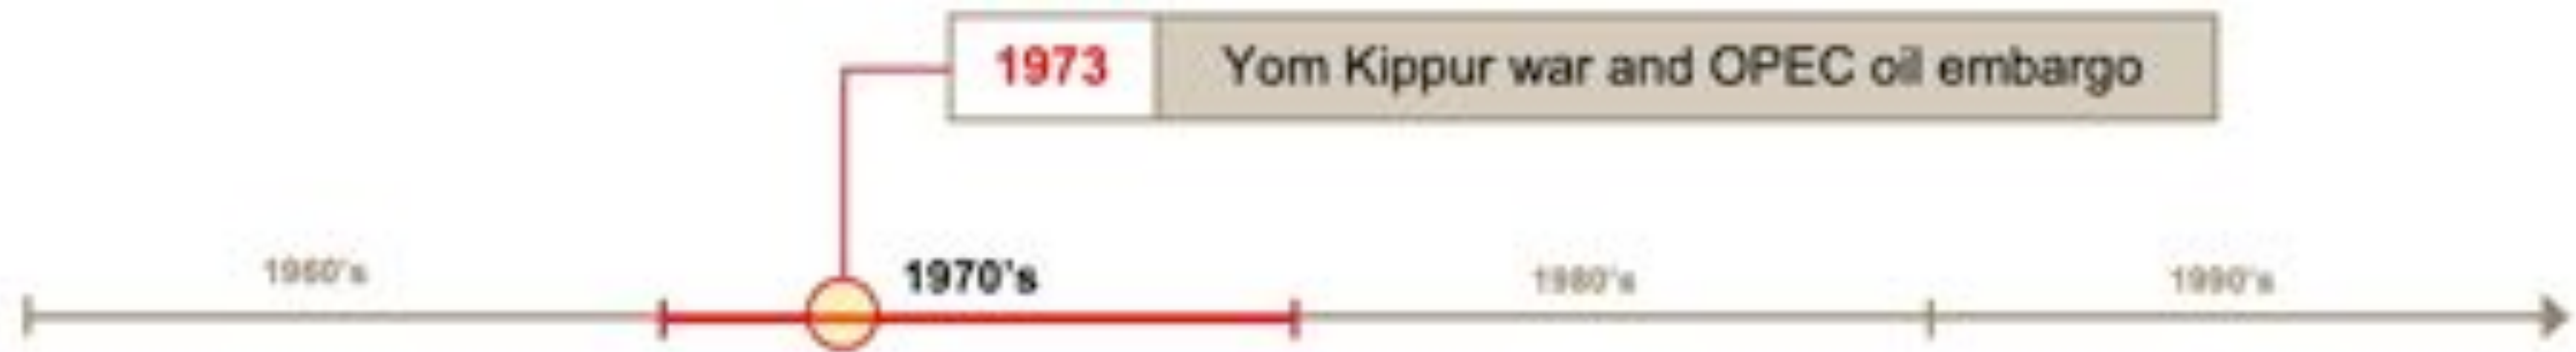 1973 Yom Kippur war and OPEC oil embargo
1960's 1970's 1980's 1990's